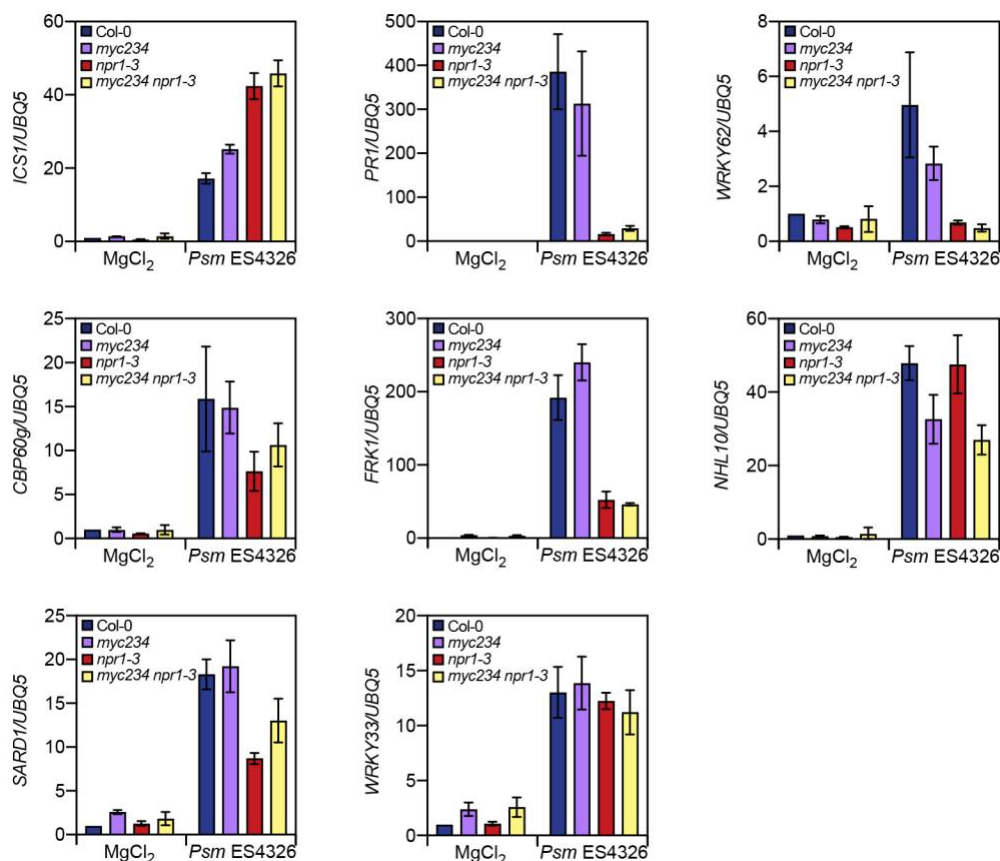 ICS1/UBQ5
60
40
20
0
Col-0
myc234
npr1-3
myc234 npr1-3
MgCl2
Psm ES4326
PR1/UBQ5
500
400
300
200
100
0
Col-0
myc234
npr1-3
myc234 npr1-3
MgCl2
Psm ES4326
WRKY62/UBQ5
8
6
4
2
0
Col-0
myc234
npr1-3
myc234 npr1-3
MgCl2
Psm ES4326
CBP60g/UBQ5
25
20
15
10
5
0
Col-0
myc234
npr1-3
myc234 npr1-3
MgCl2
Psm ES4326
FRK1/UBQ5
300
200
100
0
Col-0
myc234
npr1-3
myc234 npr1-3
MgCl2
Psm ES4326
NHL10/UBQ5
60
40
20
0
Col-0
myc234
npr1-3
myc234 npr1-3
MgCl2
Psm ES4326
SARD1/UBQ5
25
20
15
10
5
0
Col-0
myc234
npr1-3
myc234 npr1-3
MgCl2
Psm ES4326
WRKY33/UBQ5
20
15
10
5
0
Col-0
myc234
npr1-3
myc234 npr1-3
MgCl2
Psm ES4326